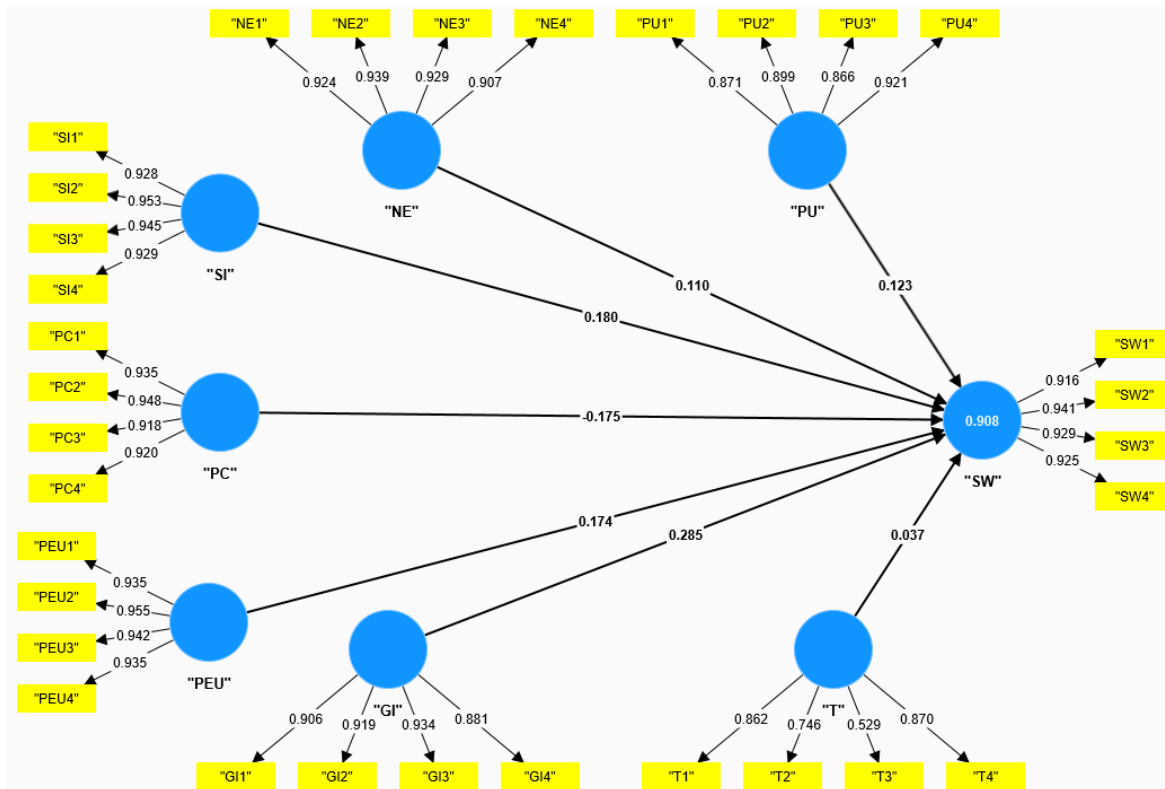 "NE1" "NE2" "NE3" "NE4" "PU1" "PU2" "PU3" "PU4"
0.924 0.939 0.929 0.907 0.871 0.899 0.866 0.921
"SI1"
0.928
"SI2"
0.953
"SI3"
0.945
0.929
"SI4"
"SI"
"NE"
"PU"
0.110
0.123
0.180
"PC1"
0.935
"PC2"
0.948
"PC3"
0.918
0.920
"PC4"
"PC"
-0.175
"SW1"
0.916
"SW2"
0.941
0.908
0.929
"SW3"
0.925
"SW4"
"SW"
0.174
0.285
0.037
"PEU1"
0.935
"PEU2"
0.955
"PEU3"
0.942
0.935
"PEU4"
"PEU"
"GI"
"T"
0.906 0.919 0.934 0.881 0.862 0.746 0.529 0.870
"GI1" "GI2" "GI3" "GI4" "T1" "T2" "T3" "T4"